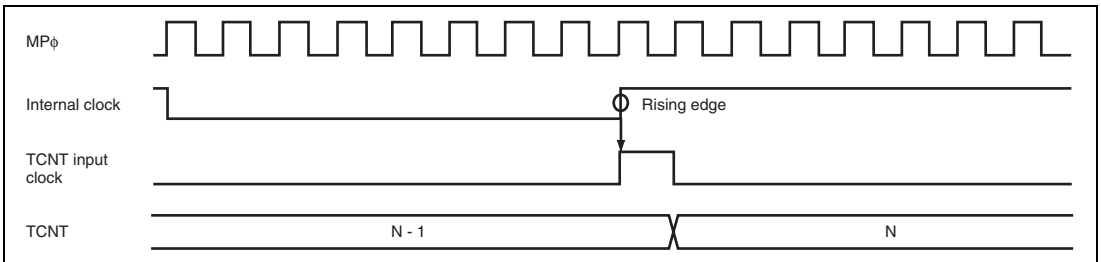 MPϕ
Internal clock
Rising edge
TCNT input
clock
TCNT
N - 1
N